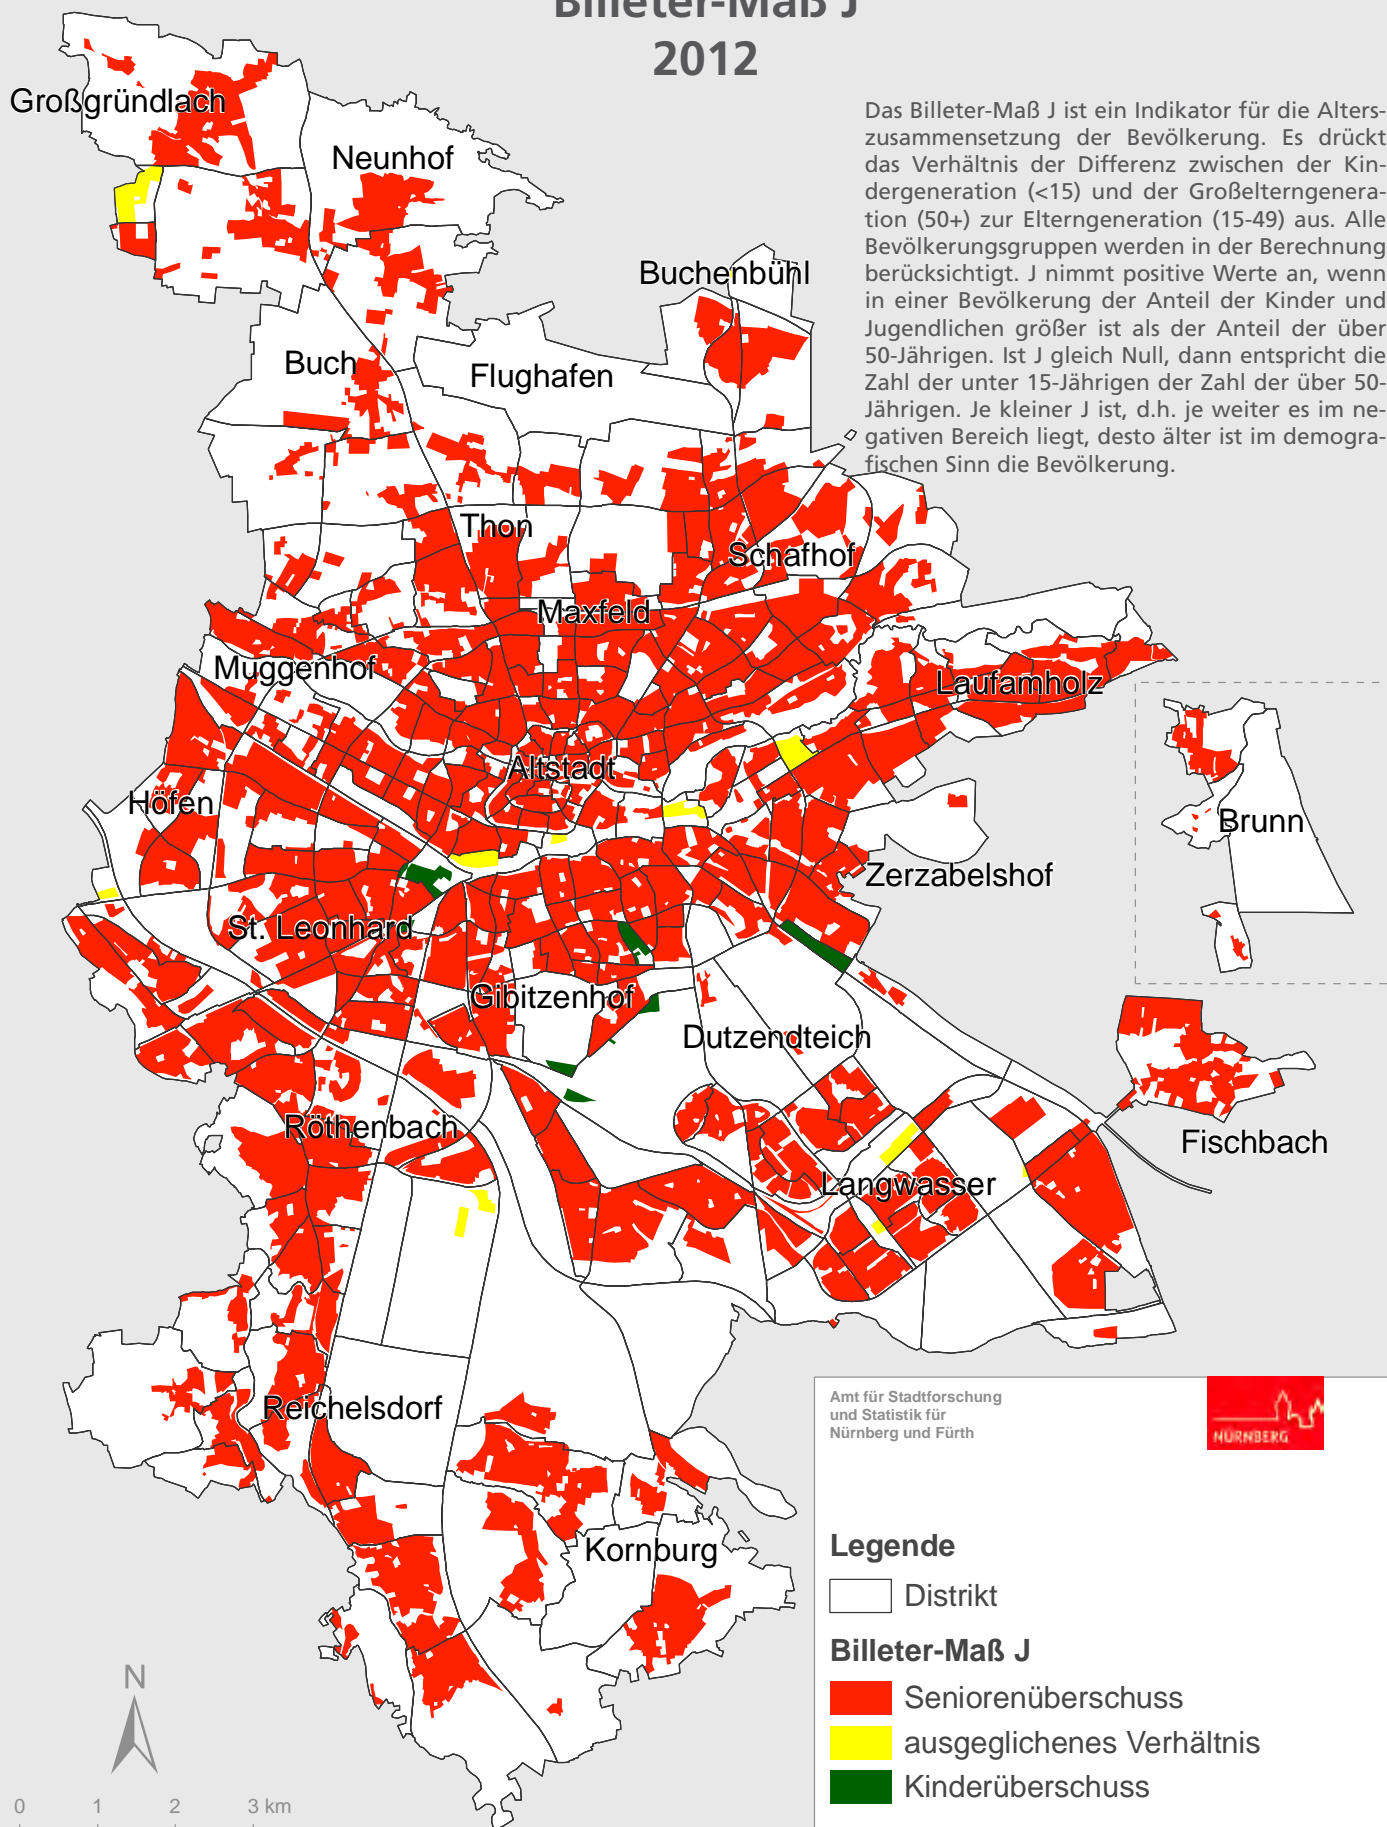 Billeter-Maß J
2012
Das Billeter-Maß J ist ein Indikator für die Alters-
zusammensetzung der Bevölkerung. Es drückt
das Verhältnis der Differenz zwischen der Kin-
dergeneration (<15) und der Großelterngenera-
tion (50+) zur Elterngeneration (15-49) aus. Alle
Bevölkerungsgruppen werden in der Berechnung
berücksichtigt. J nimmt positive Werte an, wenn
in einer Bevölkerung der Anteil der Kinder und
Jugendlichen größer ist als der Anteil der über
50-Jährigen. Ist J gleich Null, dann entspricht die
Zahl der unter 15-Jährigen der Zahl der über 50-
Jährigen. Je kleiner J ist, d.h. je weiter es im ne-
gativen Bereich liegt, desto älter ist im demogra-
fischen Sinn die Bevölkerung.
Großgründlach
Neunhof
Buchenbühl
Buch
Flughafen
Thon
Schafhof
Maxfeld
Muggenhof
Laufamholz
Altstadt
Höfen
Brunn
Zerzabelshof
St. Leonhard
Gibitzenhof
Dutzendteich
Röthenbach
Fischbach
Langwasser
Reichelsdorf
Kornburg
Amt für Stadtforschung
und Statistik für
Nürnberg und Fürth
NÜRNBERG
Legende
Distrikt
Billeter-Maß J
Seniorenüberschuss
ausgeglichenes Verhältnis
Kinderüberschuss
N
0 1 2 3 km